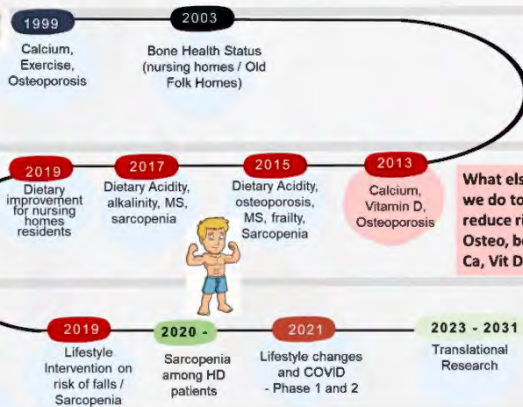 1999
Calcium,
Exercise,
Osteoporosis
2003
Bone Health Status
(nursing homes / Old
Folk Homes)
2019
Dietary
improvement
for nursing
homes
residents
2017
Dietary Acidity,
alkalinity, MS,
sarcopenia
2015
Dietary Acidity,
osteoporosis,
MS, frailty,
Sarcopenia
2013
Calcium,
Vitamin D,
Osteoporosis
What
we do to
reduce
Osteo,
Ca, Vit D
2019
Lifestyle
Intervention on
risk of falls /
Sarcopenia
2020 -
Sarcopenia
among HD
patients
2021
Lifestyle changes
and COVID
- Phase 1 and 2
2023 - 2031
Translational
Research